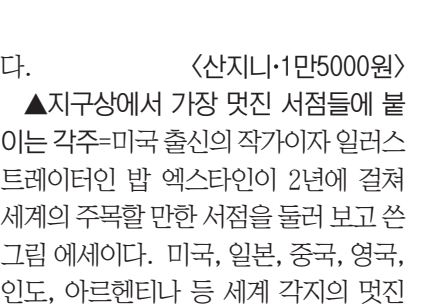 다. 〈산지니·1만5000원〉
▲지구상에서 가장 멋진 서점들에 붙
이는 각주=미국 출신의 작가이자 일러스
트레이터인 밥 엑스타인이 2년에 걸쳐
세계의 주목할 만한 서점을 둘러 보고 쓴
그림 에세이다. 미국, 일본, 중국, 영국,
인도, 아르헨티나 등 세계 각지의 멋진